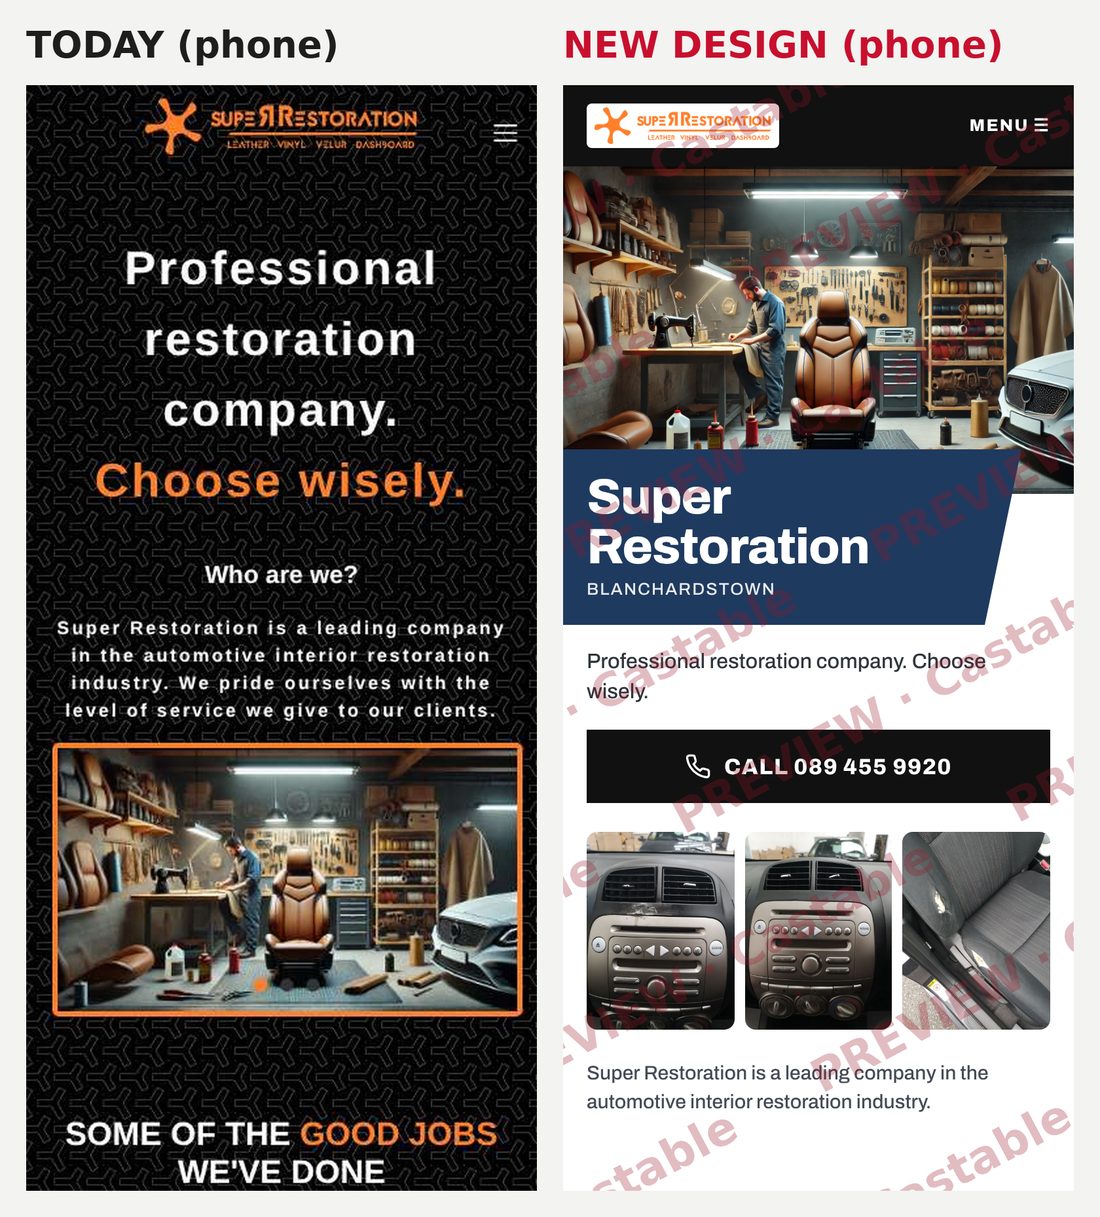 TODAY (phone)
SUPERRESTORATION
LEATHER VINYL VELUR DASHBOARD
Professional
restoration
company.
Choose wisely.
Who are we?
Super Restoration is a leading company
in the automotive interior restoration
industry. We pride ourselves with the
level of service we give to our clients.
SOME OF THE GOOD JOBS
WE'VE DONE
NEW DESIGN (phone)
SUPERRESTORATION
LEATHER VINYL VELUR DASHBOARD
MENU ☰
Super
Restoration
BLANCHARDSTOWN
Professional restoration company. Choose
wisely.
CALL 089 455 9920
Super Restoration is a leading company in the
automotive interior restoration industry.
PREVIEW · Castable